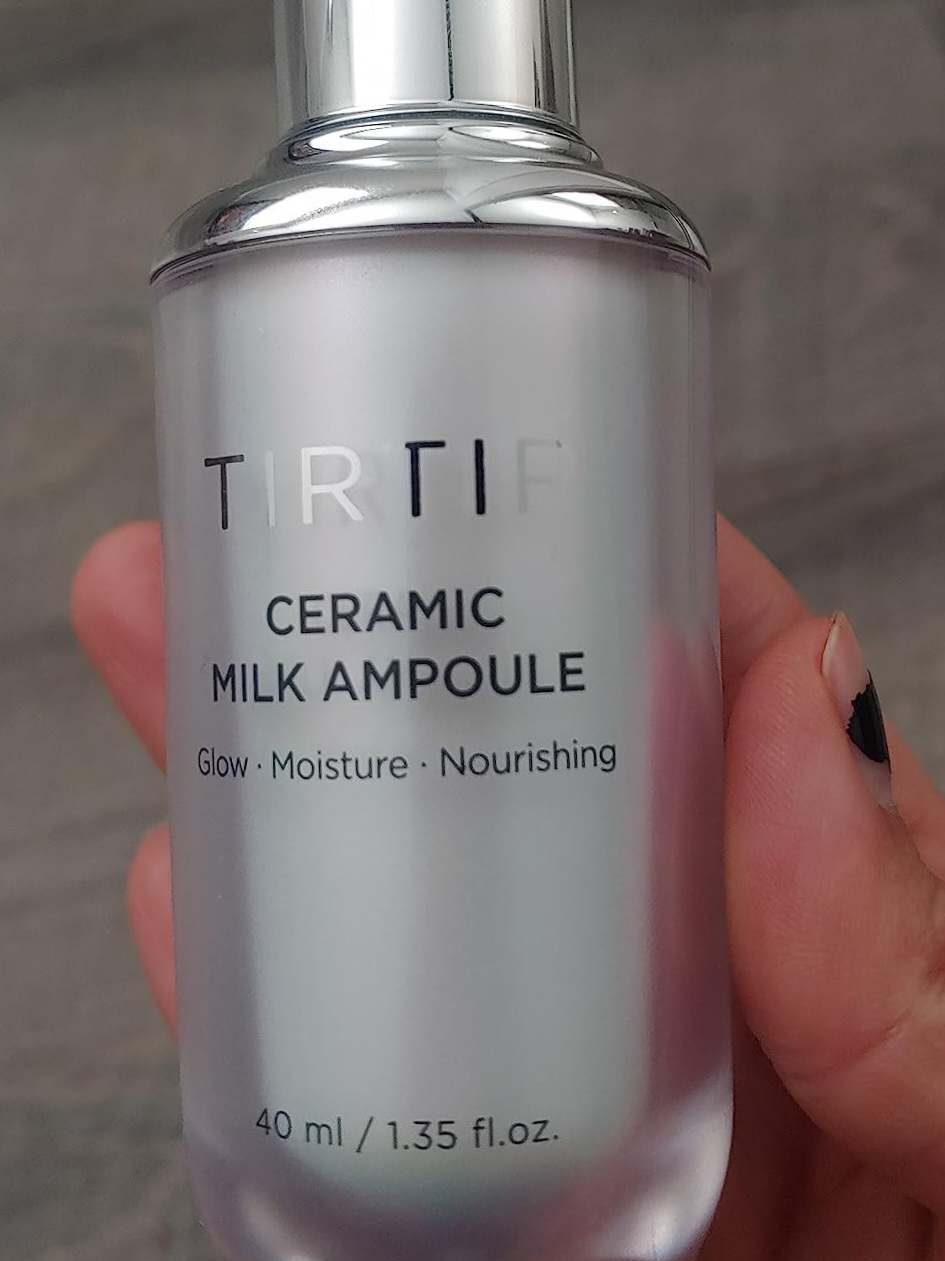 TIRTIR
CERAMIC
MILK AMPOULE
Glow · Moisture · Nourishing
40 ml / 1.35 fl.oz.